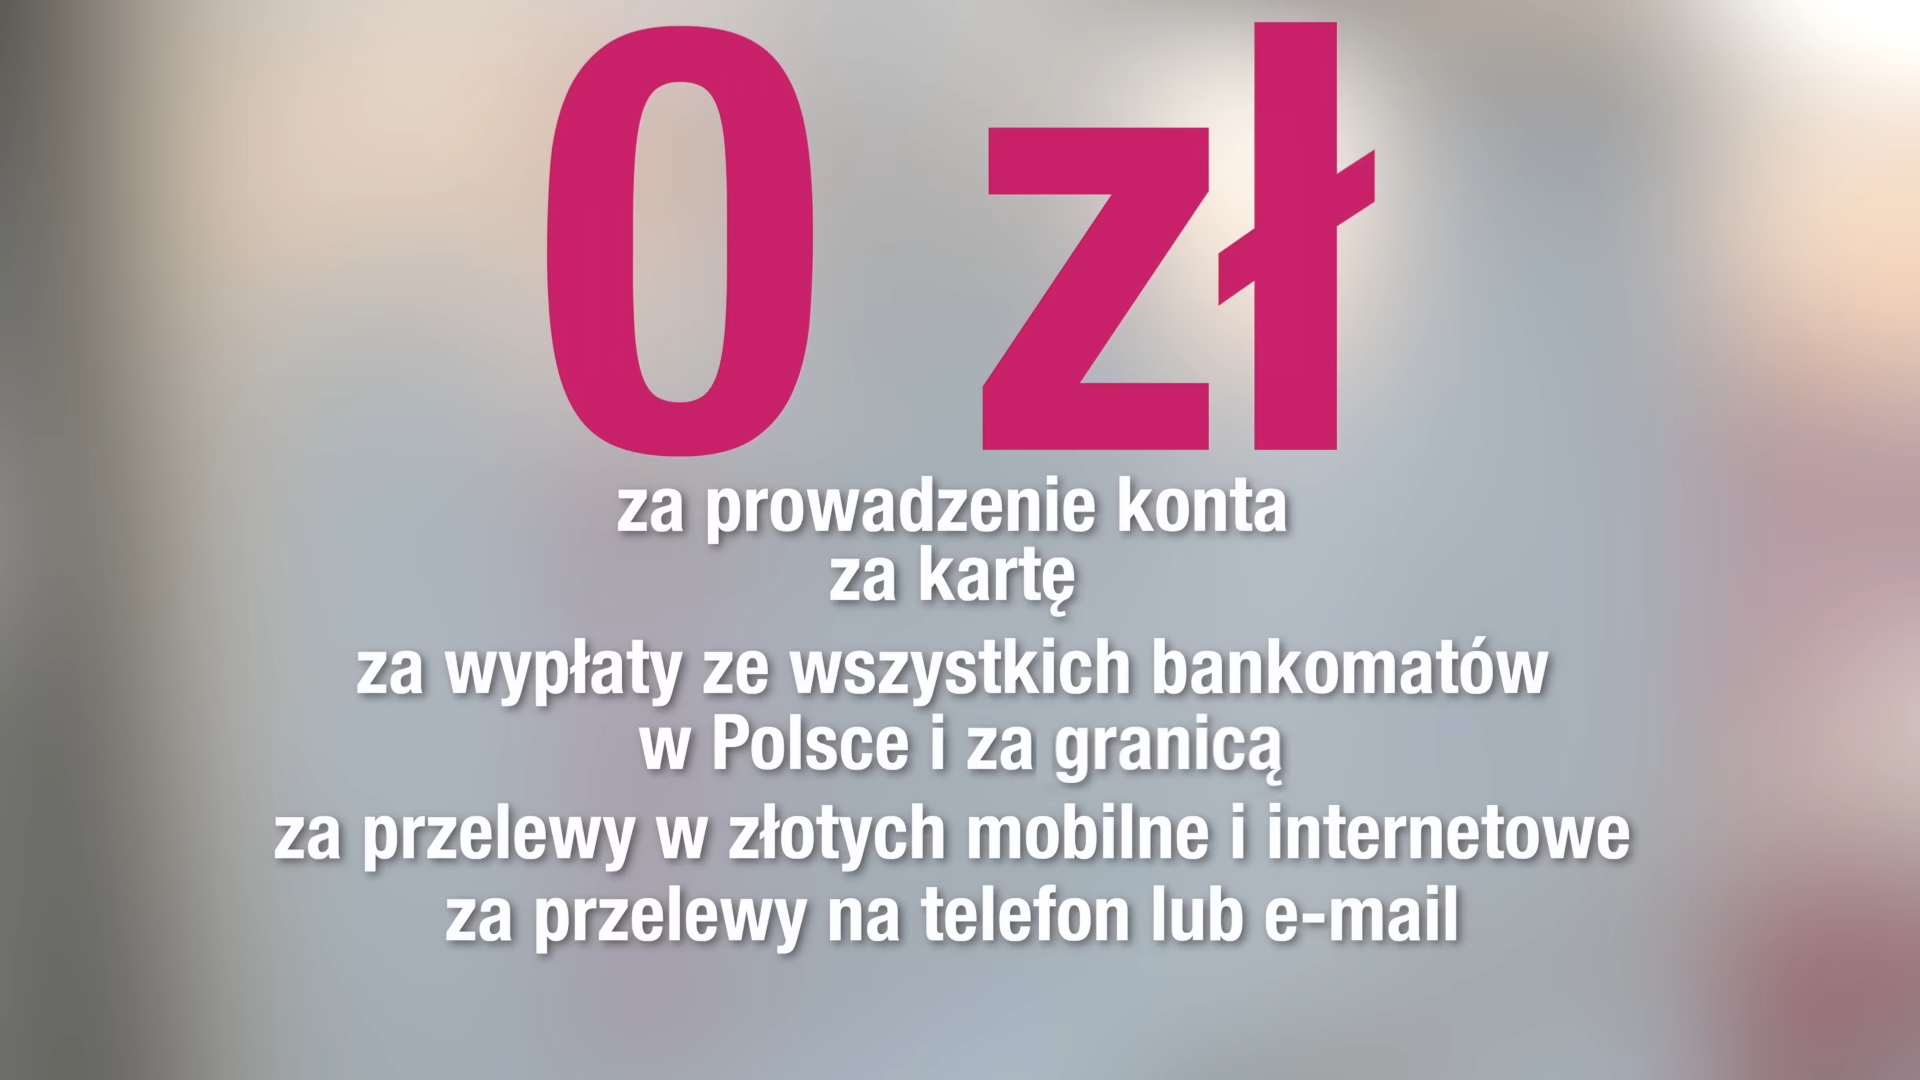 0 zł
za prowadzenie konta
za kartę
za wypłaty ze wszystkich bankomatów
w Polsce i za granicą
za przelewy w złotych mobilne i internetowe
za przelewy na telefon lub e-mail